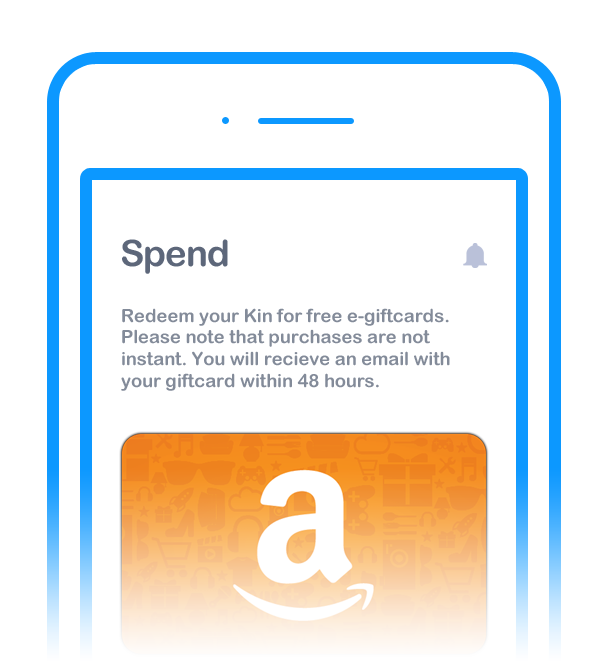 Spend
Redeem your Kin for free e-giftcards.
Please note that purchases are not
instant. You will recieve an email with
your giftcard within 48 hours.
a